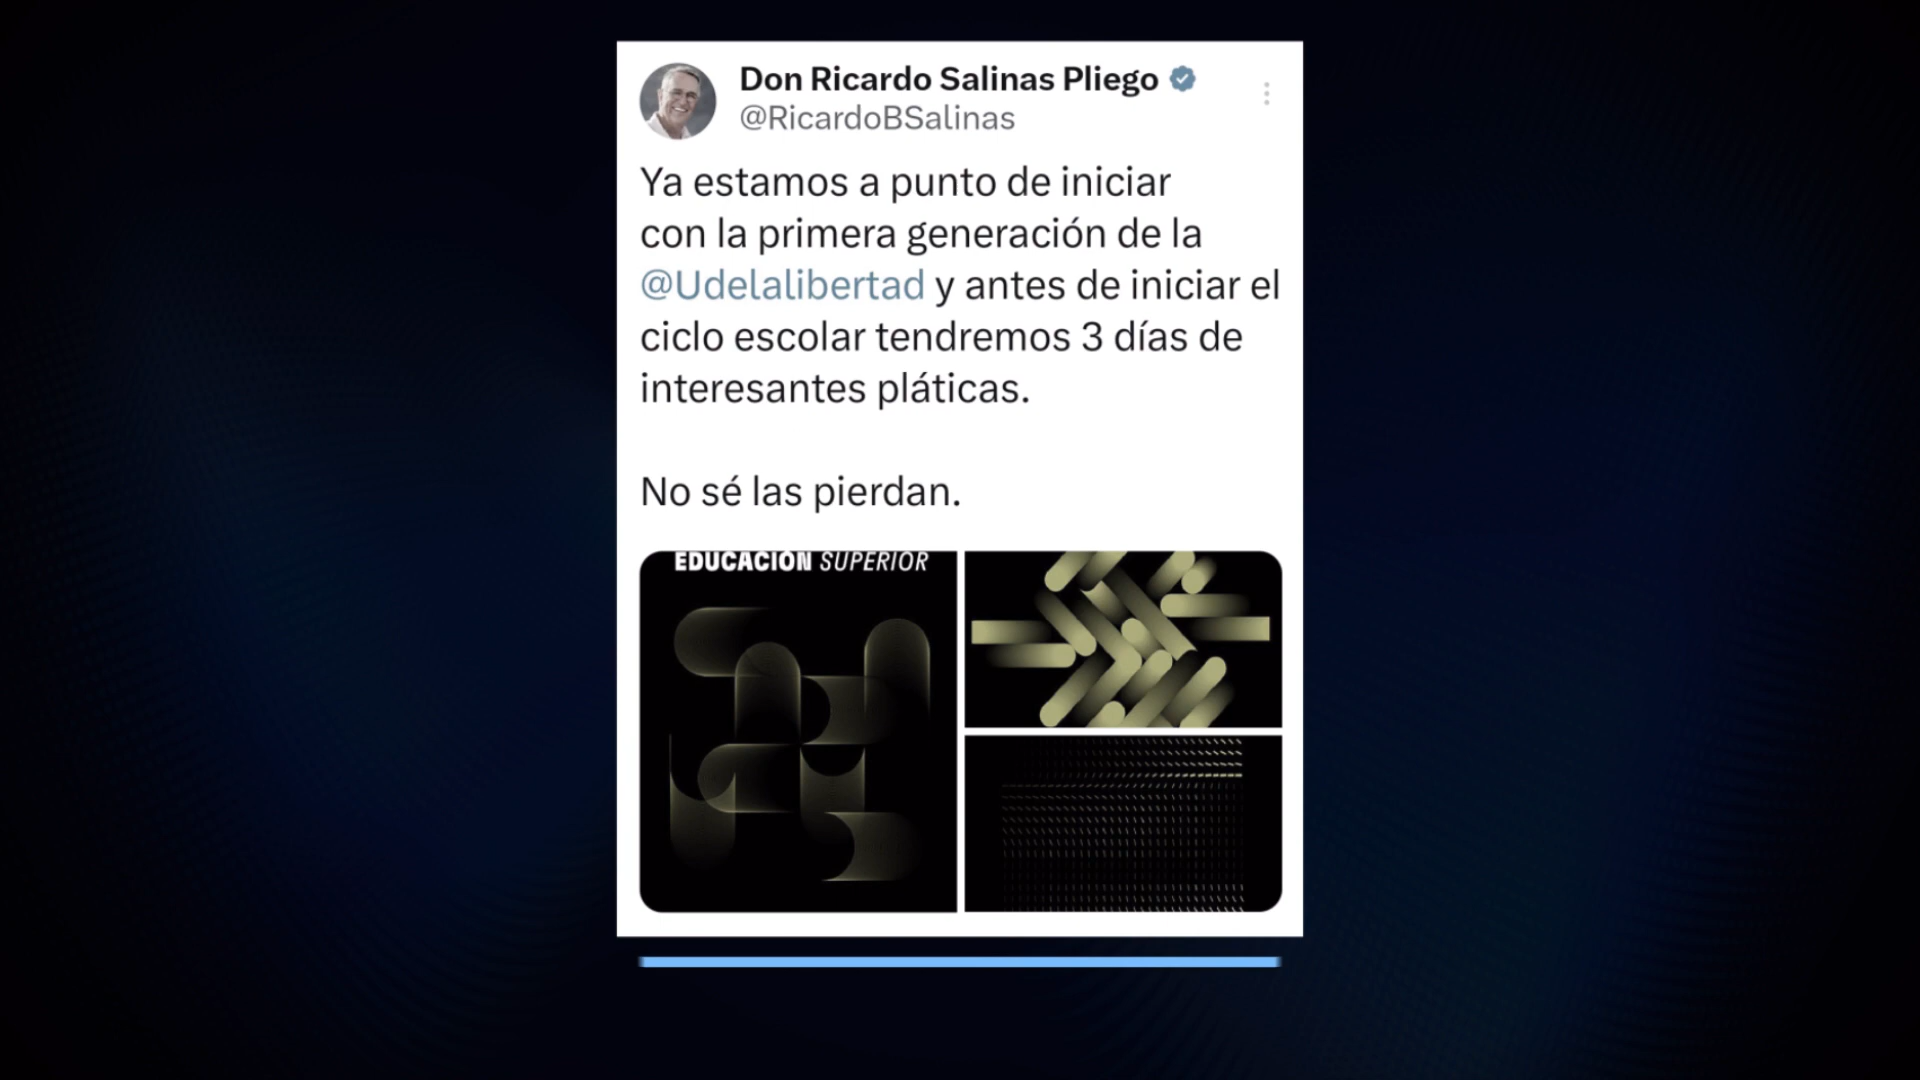 Don Ricardo Salinas Pliego
@RicardoBSalinas
Ya estamos a punto de iniciar
con la primera generación de la
@Udelalibertad y antes de iniciar el
ciclo escolar tendremos 3 días de
interesantes pláticas.
No sé las pierdan.
EDUCACIÓN SUPERIOR